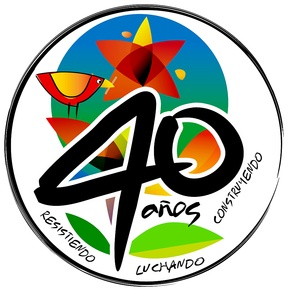 40
años
RESISTIENDO
LUCHANDO
CONSTRUYENDO